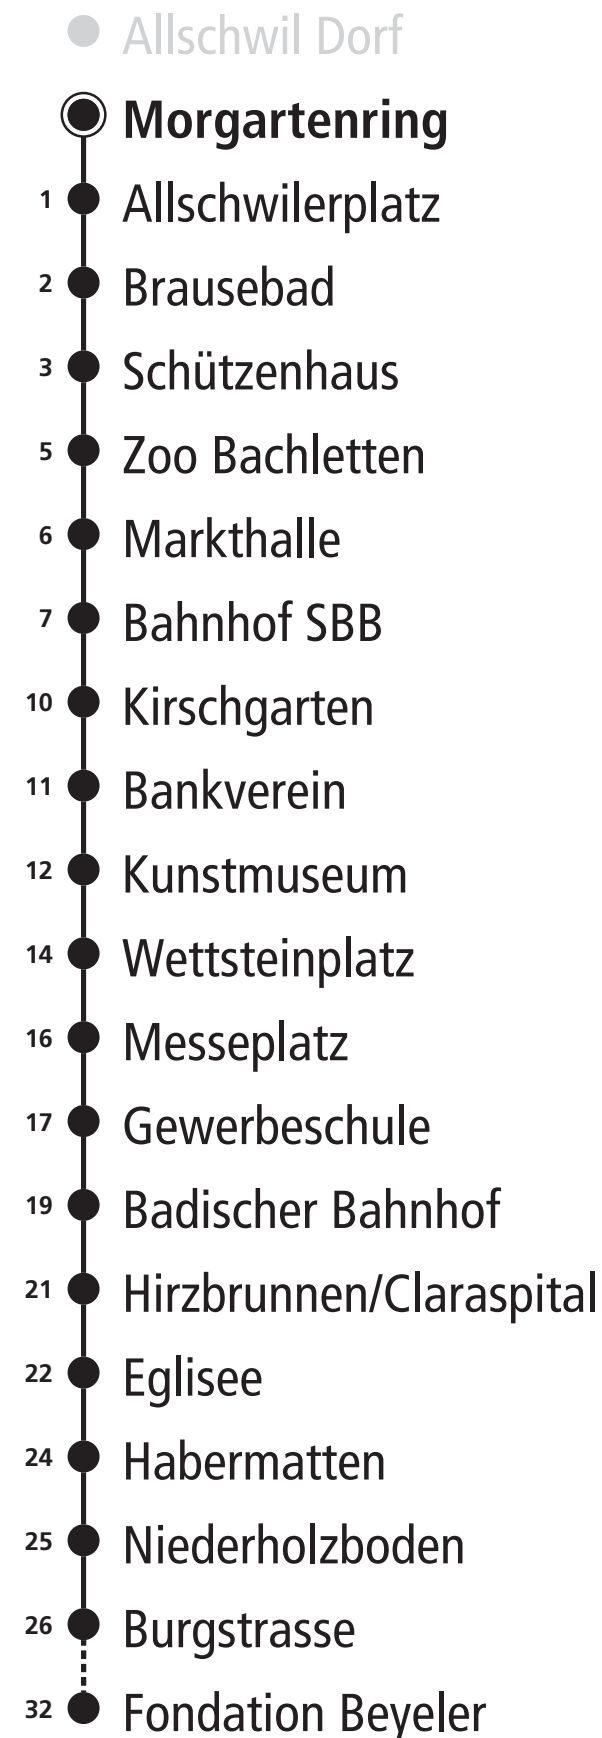 Allschwil Dorf
Morgartenring
1 Allschwilerplatz
2 Brausebad
3 Schützenhaus
5 Zoo Bachletten
6 Markthalle
7 Bahnhof SBB
10 Kirschgarten
11 Bankverein
12 Kunstmuseum
14 Wettsteinplatz
16 Messeplatz
17 Gewerbeschule
19 Badischer Bahnhof
21 Hirzbrunnen/Claraspital
22 Eglisee
24 Habermatten
25 Niederholzboden
26 Burgstrasse
32 Fondation Beyeler